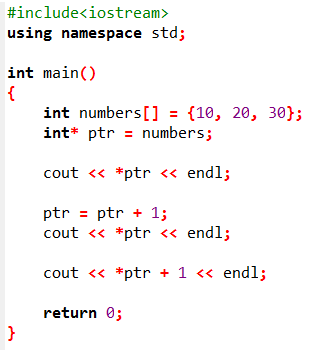 #include<iostream>
using namespace std;

int main()
{
    int numbers[] = {10, 20, 30};
    int* ptr = numbers;

    cout << *ptr << endl;

    ptr = ptr + 1;
    cout << *ptr << endl;

    cout << *ptr + 1 << endl;

    return 0;
}